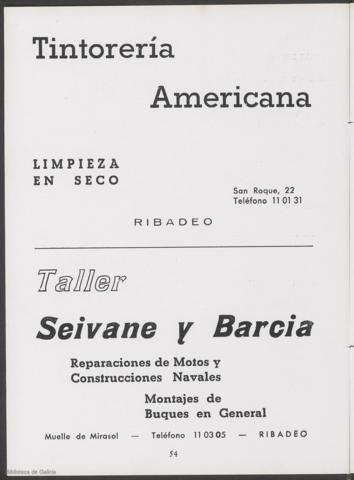 Tintorería
Americana
LIMPIEZA
EN SECO
San Roque, 22
Teléfono 11 01 31
RIBADEO
Taller
Seivane y Barcia
Reparaciones de Motos y
Construcciones Navales
Montajes de
Buques en General
Muelle de Mirasol — Teléfono 11 03 05 — RIBADEO
54
Biblioteca de Galicia